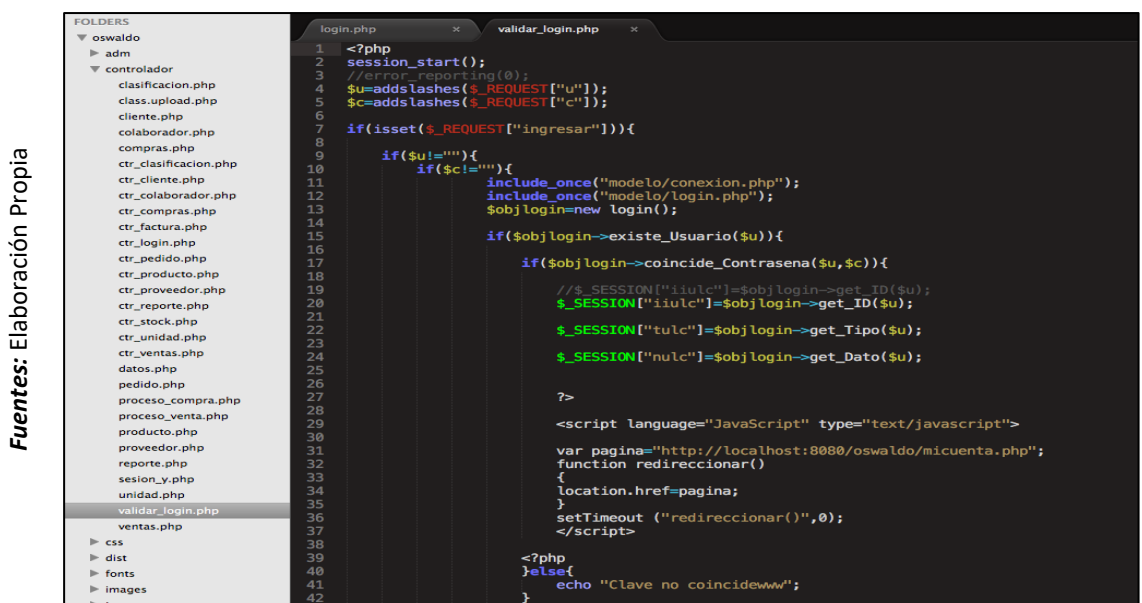 Fuentes: Elaboración Propia
FOLDERS
oswaldo
adm
controlador
clasificacion.php
class.upload.php
cliente.php
colaborador.php
compras.php
ctr_clasificacion.php
ctr_cliente.php
ctr_colaborador.php
ctr_compras.php
ctr_factura.php
ctr_login.php
ctr_pedido.php
ctr_producto.php
ctr_proveedor.php
ctr_reporte.php
ctr_stock.php
ctr_unidad.php
ctr_ventas.php
datos.php
pedido.php
proceso_compra.php
proceso_venta.php
producto.php
proveedor.php
reporte.php
sesion_y.php
unidad.php
validar_login.php
ventas.php
css
dist
fonts
images
login.php × validar_login.php ×
1 <?php
2 session_start();
3 //error_reporting(0);
4 $u=addslashes($_REQUEST["u"]);
5 $c=addslashes($_REQUEST["c"]);
6
7 if(isset($_REQUEST["ingresar"])){
8
9 if($u!=""){
10 if($c!=""){
11 include_once("modelo/conexion.php");
12 include_once("modelo/login.php");
13 $objlogin=new login();
14
15 if($objlogin->existe_Usuario($u)){
16
17 if($objlogin->coincide_Contrasena($u,$c)){
18
19 //$_SESSION["iiulc"]=$objlogin->get_ID($u);
20 $_SESSION["iiulc"]=$objlogin->get_ID($u);
21
22 $_SESSION["tulc"]=$objlogin->get_Tipo($u);
23
24 $_SESSION["nulc"]=$objlogin->get_Dato($u);
25
26
27 ?>
28
29 <script language="JavaScript" type="text/javascript">
30
31 var pagina="http://localhost:8080/oswaldo/micuenta.php";
32 function redireccionar()
33 {
34 location.href=pagina;
35 }
36 setTimeout ("redireccionar()",0);
37 </script>
38
39 <?php
40 }else{
41 echo "Clave no coincidewww";
42 }